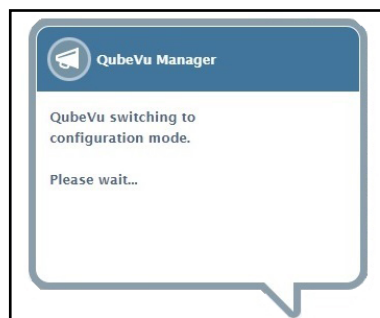 QubeVu Manager
QubeVu switching to
configuration mode.
Please wait...